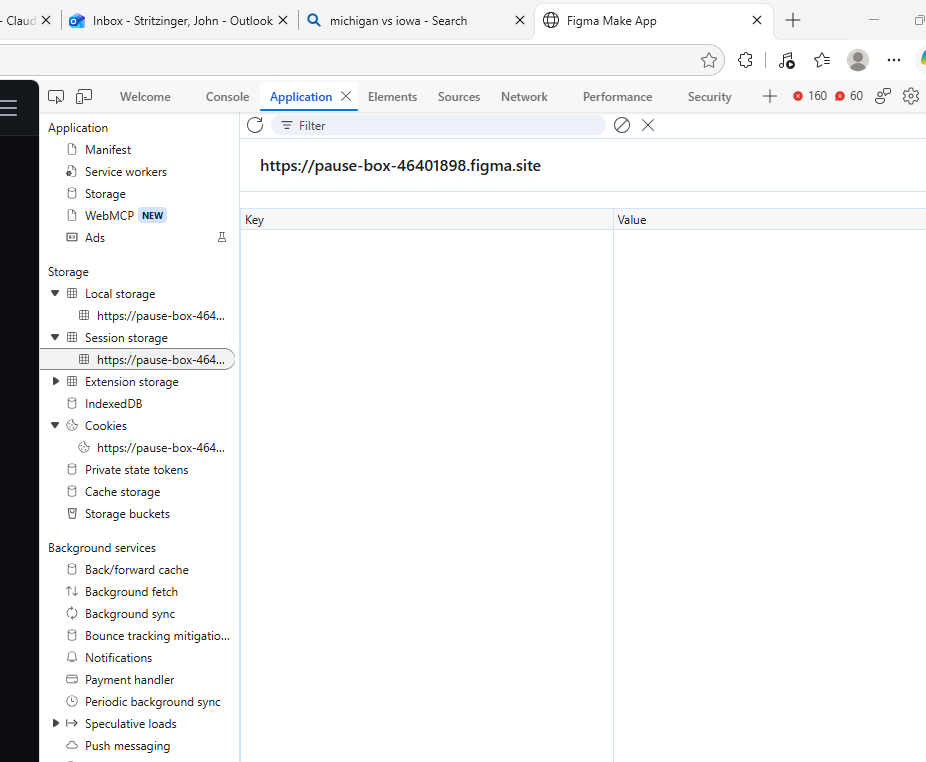 - Claud
Inbox - Stritzinger, John - Outlook
michigan vs iowa - Search
Figma Make App
Welcome
Console
Application
Elements
Sources
Network
Performance
Security
160
60
Application
Manifest
Service workers
Storage
WebMCP NEW
Ads
Storage
Local storage
https://pause-box-464...
Session storage
https://pause-box-464...
Extension storage
IndexedDB
Cookies
https://pause-box-464...
Private state tokens
Cache storage
Storage buckets
Background services
Back/forward cache
Background fetch
Background sync
Bounce tracking mitigatio...
Notifications
Payment handler
Periodic background sync
Speculative loads
Push messaging
Filter
https://pause-box-46401898.figma.site
Key
Value